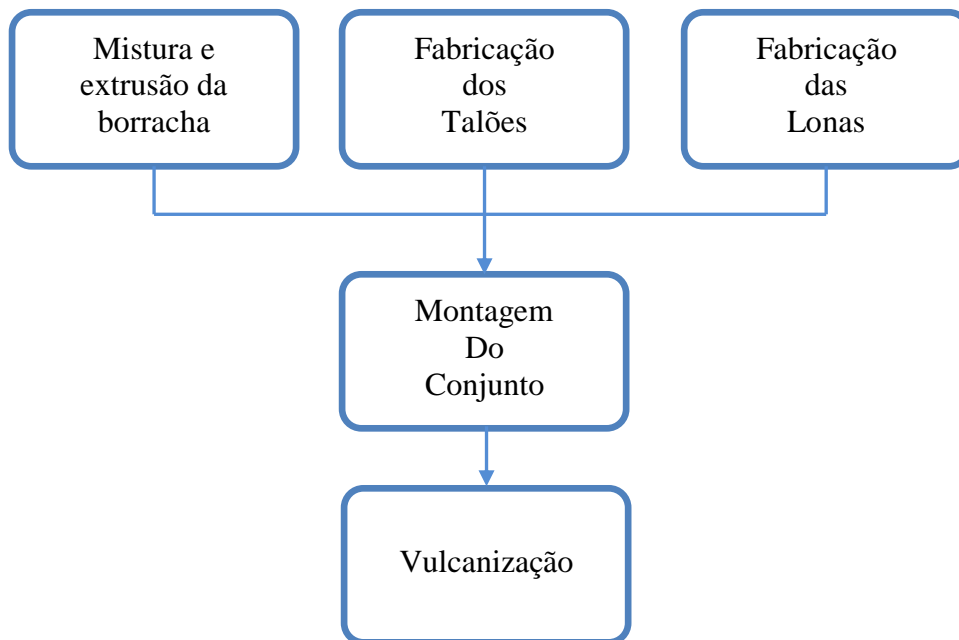 Mistura e
extrusão da
borracha
Fabricação
dos
Talões
Fabricação
das
Lonas
Montagem
Do
Conjunto
Vulcanização